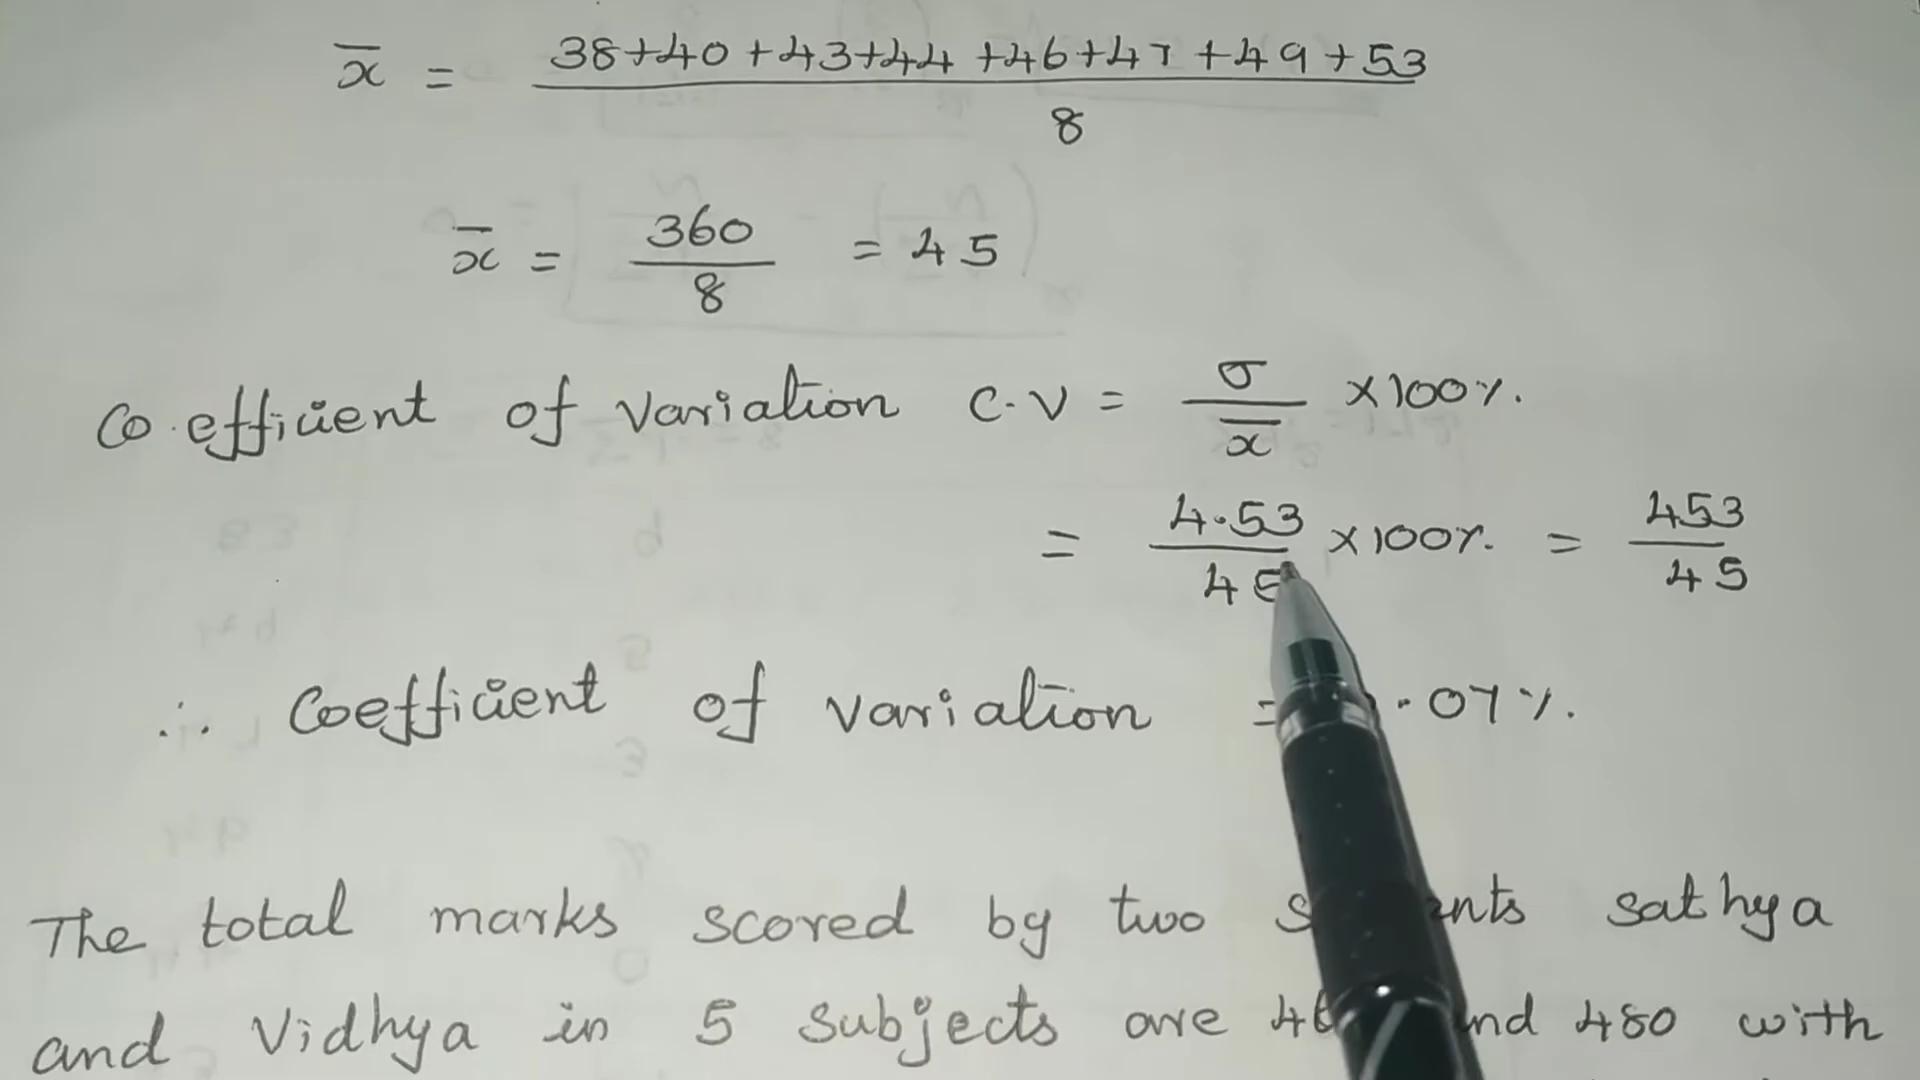 x̄ = 38+40+43+44+46+47+49+53 / 8
x̄ = 360 / 8 = 45
Co.efficient of variation C.V = σ / x̄ ×100%.
= 4.53 / 45 ×100%. = 453 / 45
∴ Coefficient of variation = .07%.
The total marks scored by two sathya
and Vidhya in 5 subjects are and 480 with